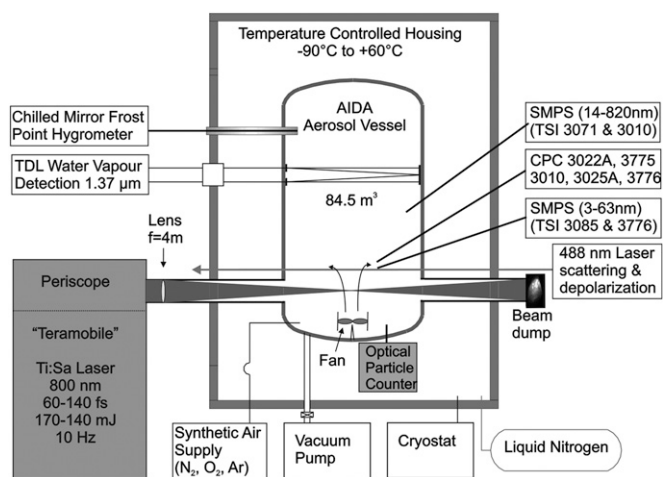 Temperature Controlled Housing
-90°C to +60°C
AIDA
Aerosol Vessel
Chilled Mirror Frost
Point Hygrometer
TDL Water Vapour
Detection 1.37 µm
84.5 m³
SMPS (14-820nm)
(TSI 3071 & 3010)
CPC 3022A, 3775
3010, 3025A, 3776
SMPS (3-63nm)
(TSI 3085 & 3776)
488 nm Laser
scattering &
depolarization
Lens
f=4m
Periscope
"Teramobile"
Ti:Sa Laser
800 nm
60-140 fs
170-140 mJ
10 Hz
Beam
dump
Fan
Optical
Particle
Counter
Synthetic Air
Supply
(N₂, O₂, Ar)
Vacuum
Pump
Cryostat
Liquid Nitrogen